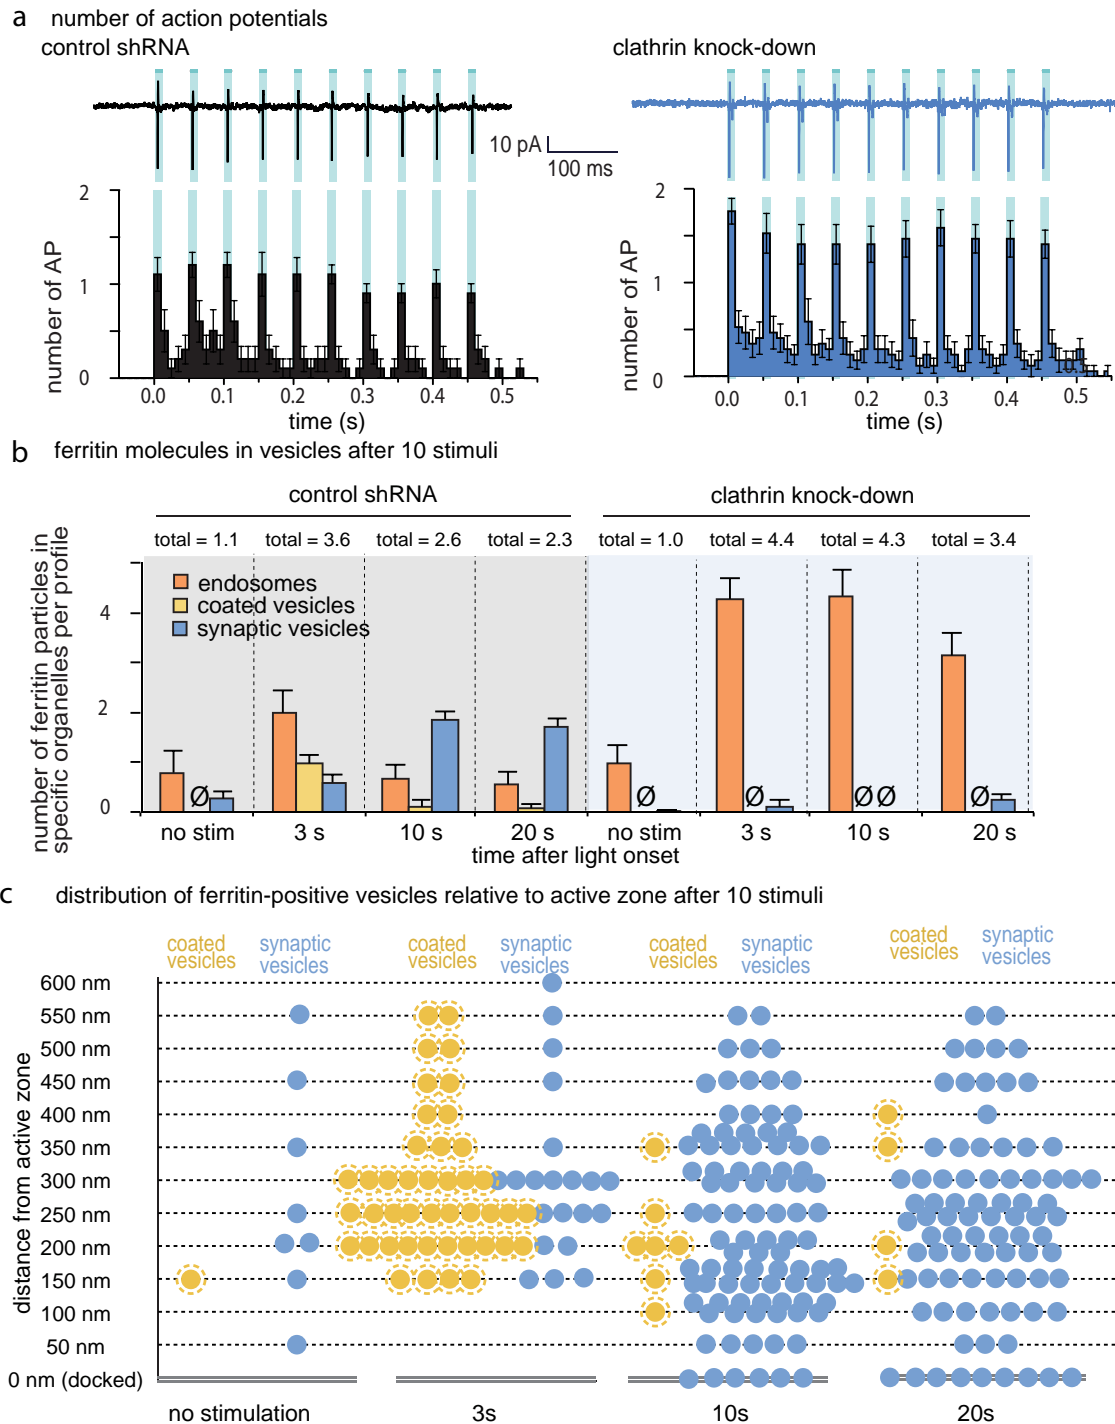 a number of action potentials
control shRNA
clathrin knock-down
10 pA
100 ms
number of AP
2
1
0
0.0 0.1 0.2 0.3 0.4 0.5
time (s)
number of AP
2
1
0
0.0 0.1 0.2 0.3 0.4 0.5
time (s)
b ferritin molecules in vesicles after 10 stimuli
control shRNA
clathrin knock-down
total = 1.1 total = 3.6 total = 2.6 total = 2.3 total = 1.0 total = 4.4 total = 4.3 total = 3.4
number of ferritin particles in
specific organelles per profile
4
2
0
endosomes
coated vesicles
synaptic vesicles
Ø Ø Ø Ø Ø Ø
no stim 3 s 10 s 20 s no stim 3 s 10 s 20 s
time after light onset
c distribution of ferritin-positive vesicles relative to active zone after 10 stimuli
coated
vesicles
synaptic
vesicles
coated
vesicles
synaptic
vesicles
coated
vesicles
synaptic
vesicles
coated
vesicles
synaptic
vesicles
distance from active zone
600 nm
550 nm
500 nm
450 nm
400 nm
350 nm
300 nm
250 nm
200 nm
150 nm
100 nm
50 nm
0 nm (docked)
no stimulation 3s 10s 20s